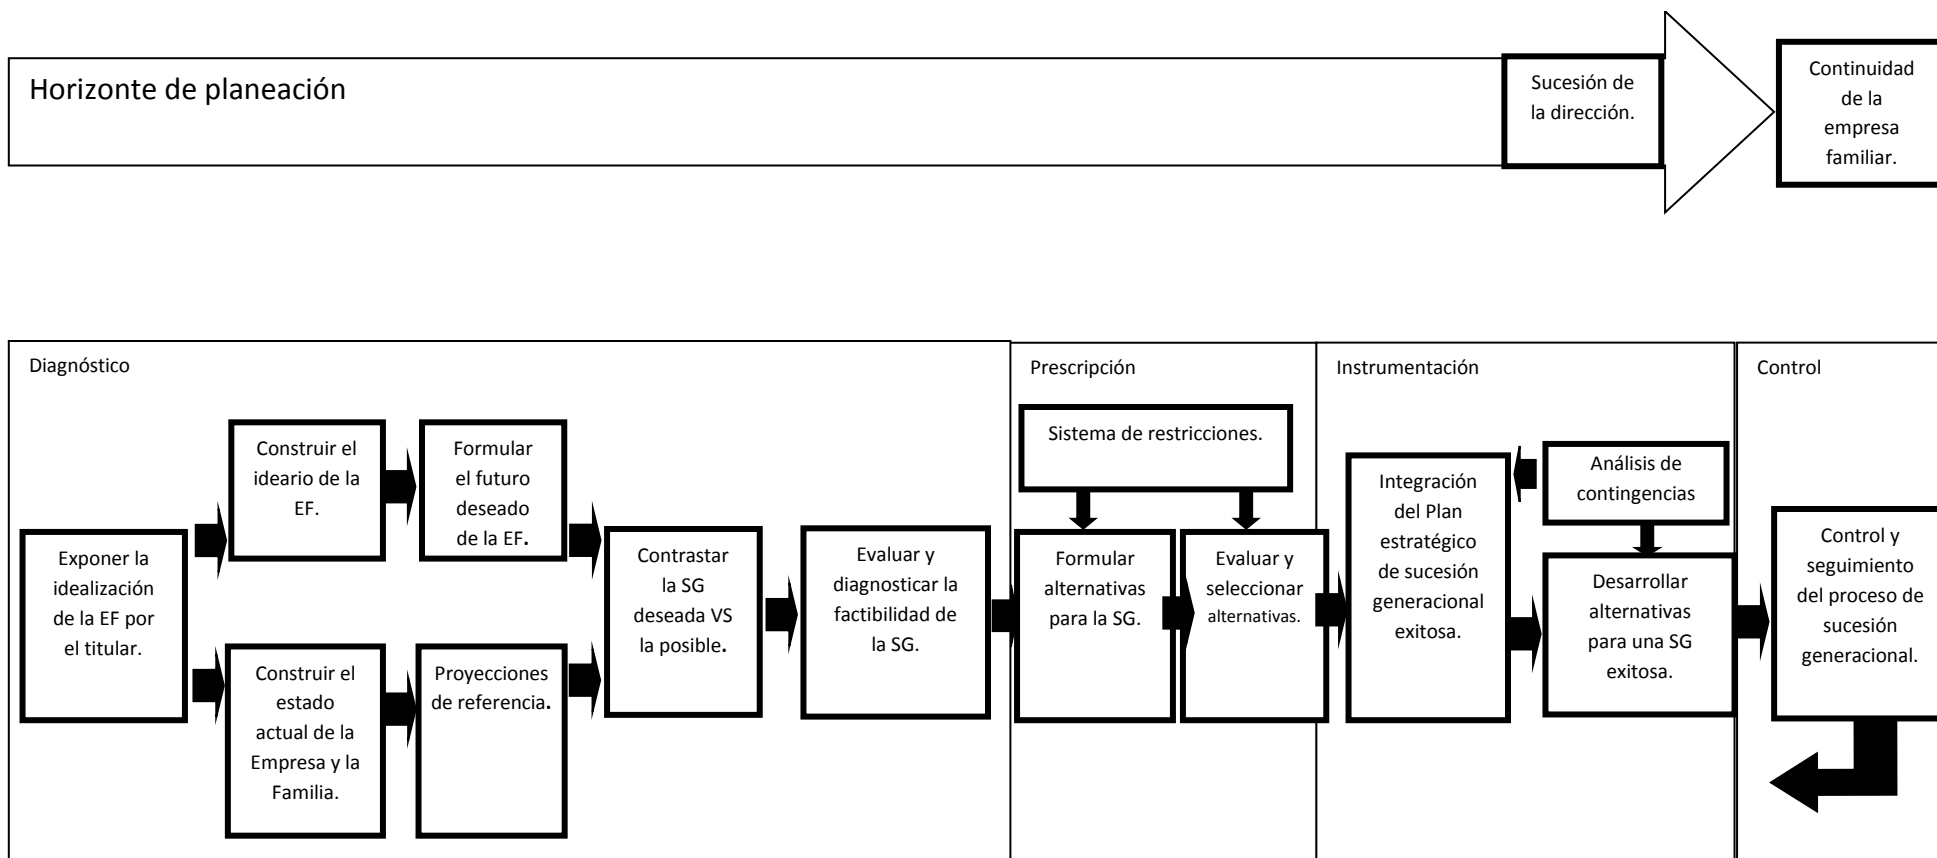 Horizonte de planeación
Sucesión de
la dirección.
Continuidad
de la
empresa
familiar.
Diagnóstico
Exponer la
idealización
de la EF por
el titular.
Construir el
ideario de la
EF.
Formular
el futuro
deseado
de la EF.
Construir el
estado
actual de la
Empresa y la
Familia.
Proyecciones
de referencia.
Contrastar
la SG
deseada VS
la posible.
Evaluar y
diagnosticar la
factibilidad de
la SG.
Prescripción
Sistema de restricciones.
Formular
alternativas
para la SG.
Evaluar y
seleccionar
alternativas.
Instrumentación
Integración
del Plan
estratégico
de sucesión
generacional
exitosa.
Análisis de
contingencias
Desarrollar
alternativas
para una SG
exitosa.
Control
Control y
seguimiento
del proceso de
sucesión
generacional.